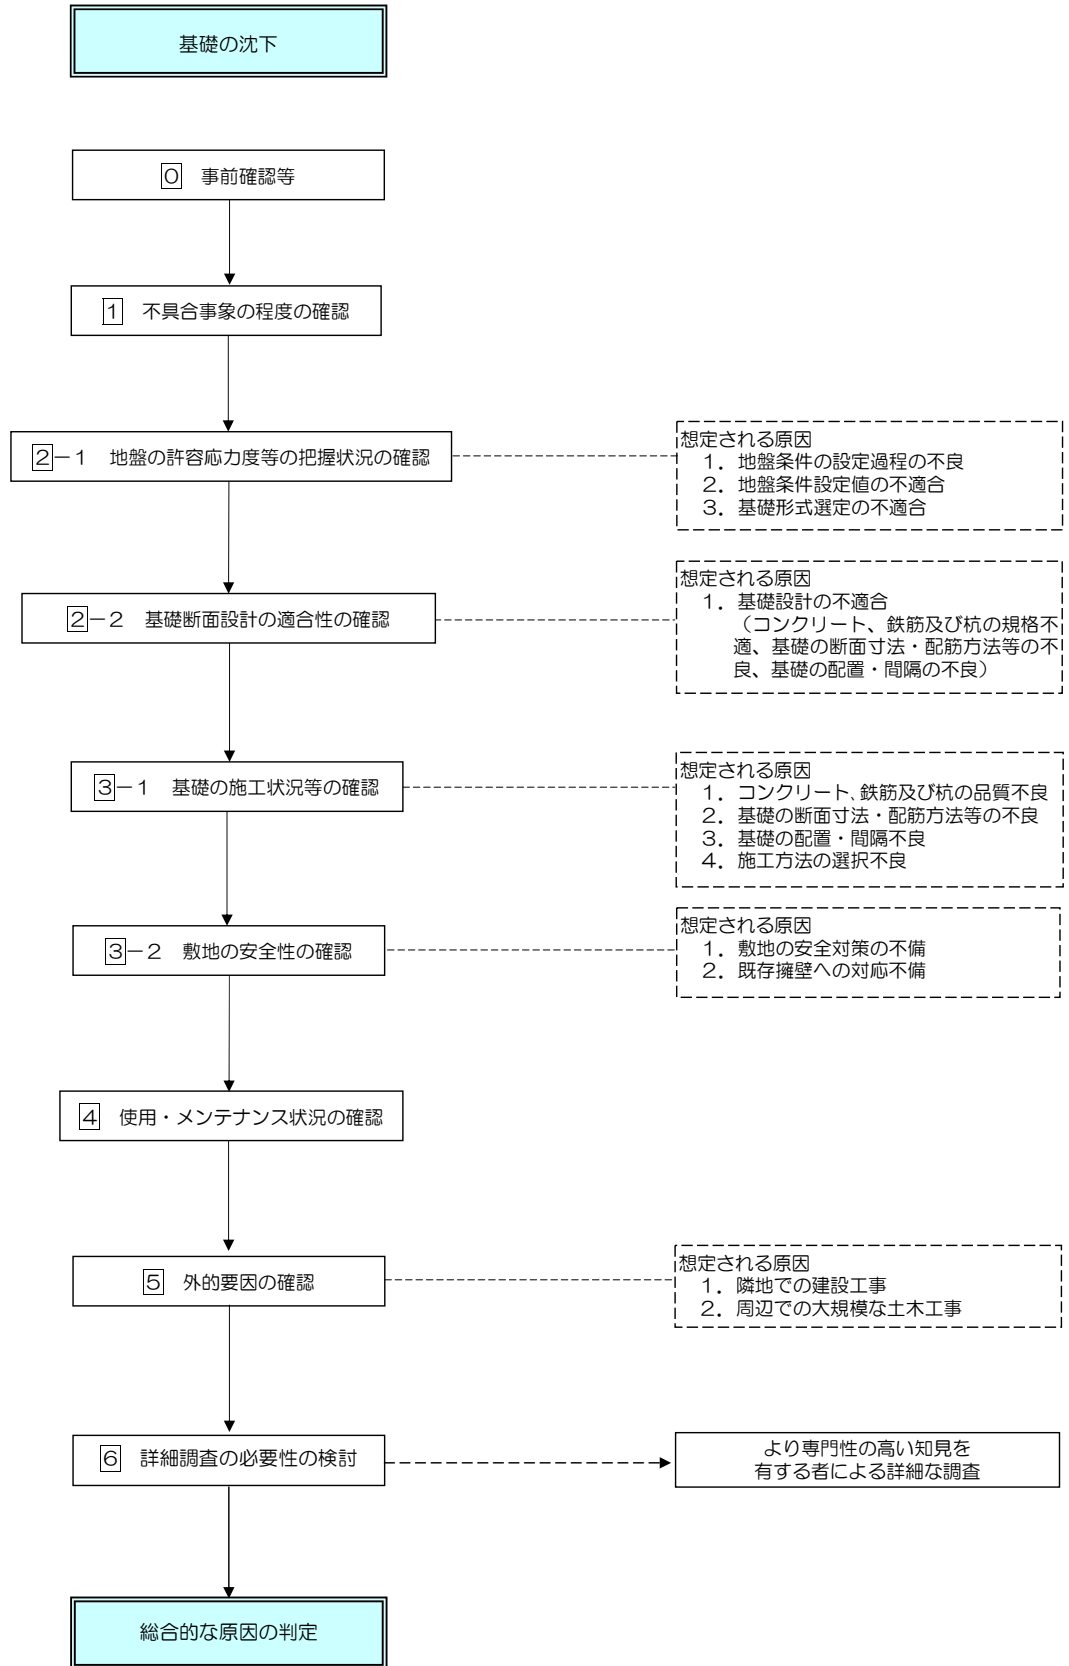 基礎の沈下
0 事前確認等
1 不具合事象の程度の確認
2－1 地盤の許容応力度等の把握状況の確認
想定される原因
1．地盤条件の設定過程の不良
2．地盤条件設定値の不適合
3．基礎形式選定の不適合
2－2 基礎断面設計の適合性の確認
想定される原因
1．基礎設計の不適合
（コンクリート、鉄筋及び杭の規格不
適、基礎の断面寸法・配筋方法等の不
良、基礎の配置・間隔の不良）
3－1 基礎の施工状況等の確認
想定される原因
1．コンクリート、鉄筋及び杭の品質不良
2．基礎の断面寸法・配筋方法等の不良
3．基礎の配置・間隔不良
4．施工方法の選択不良
3－2 敷地の安全性の確認
想定される原因
1．敷地の安全対策の不備
2．既存擁壁への対応不備
4 使用・メンテナンス状況の確認
5 外的要因の確認
想定される原因
1．隣地での建設工事
2．周辺での大規模な土木工事
6 詳細調査の必要性の検討
より専門性の高い知見を
有する者による詳細な調査
総合的な原因の判定